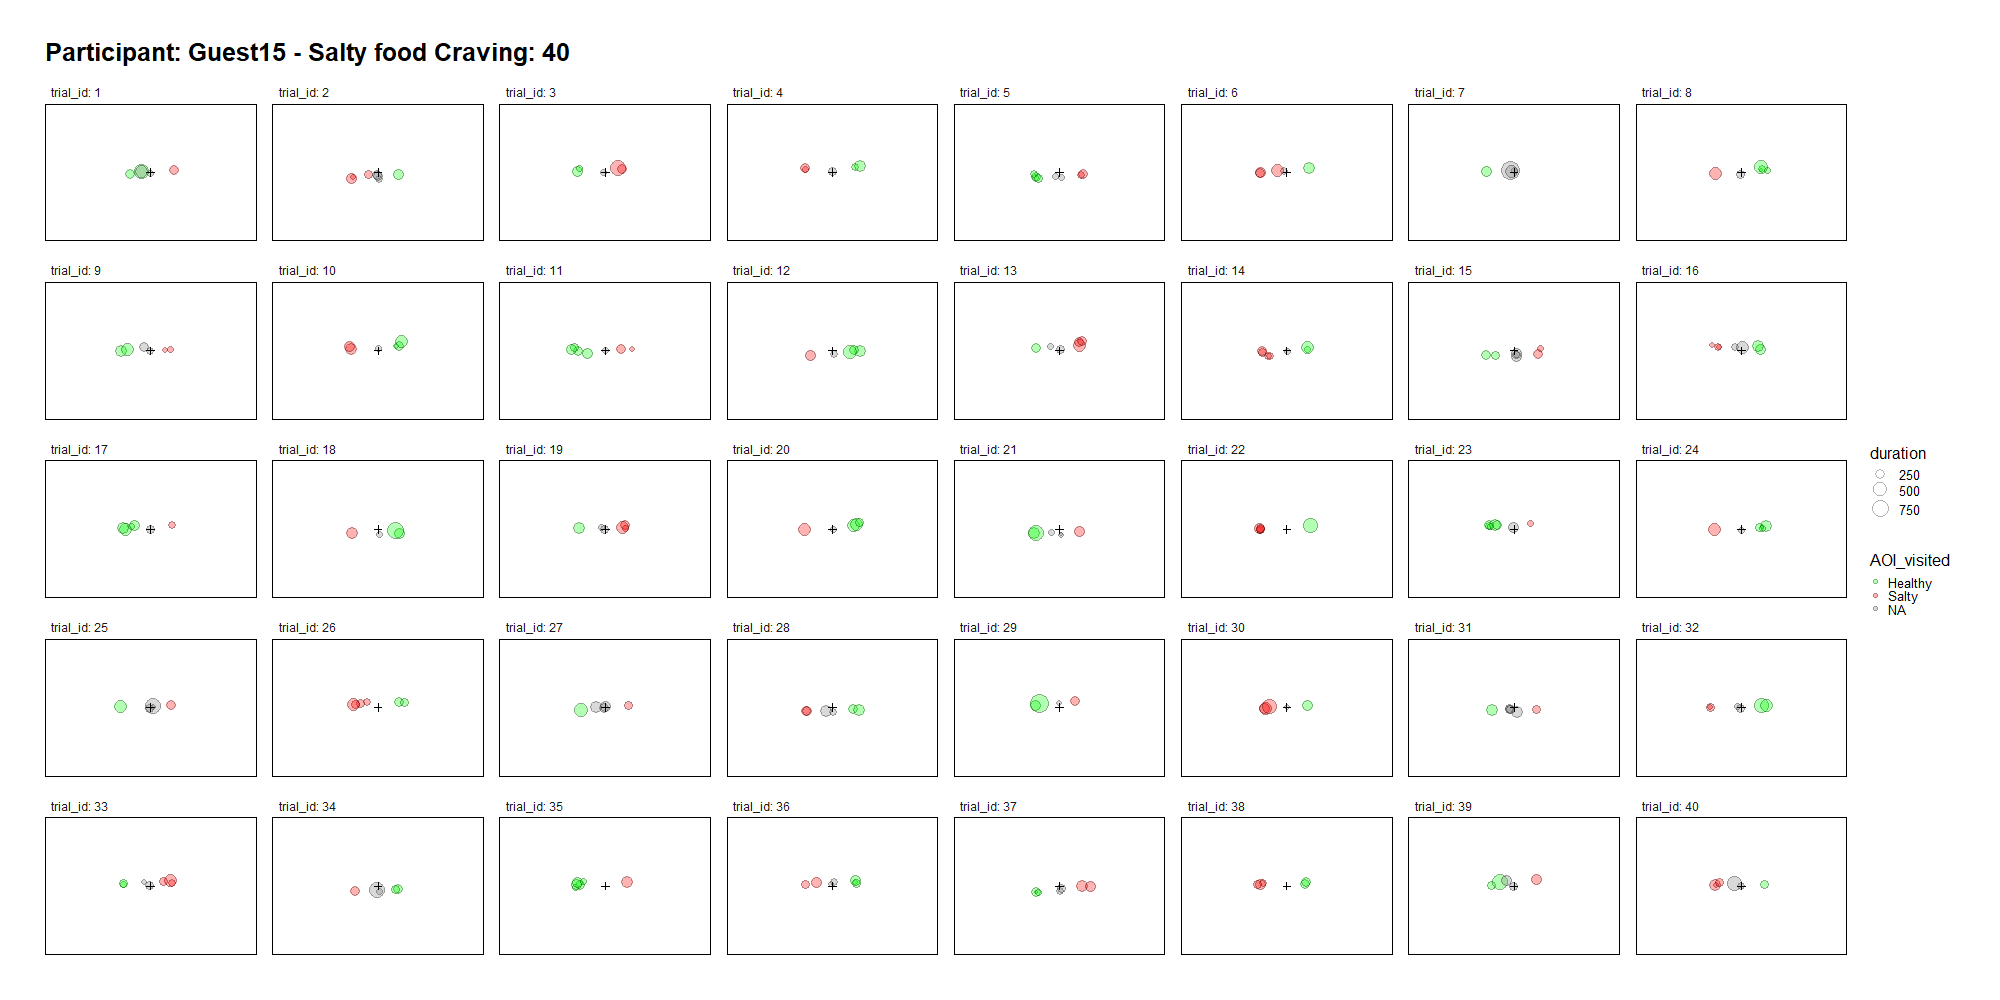 Participant: Guest15 - Salty food Craving: 40
trial_id: 1
trial_id: 2
trial_id: 3
trial_id: 4
trial_id: 5
trial_id: 6
trial_id: 7
trial_id: 8
trial_id: 9
trial_id: 10
trial_id: 11
trial_id: 12
trial_id: 13
trial_id: 14
trial_id: 15
trial_id: 16
trial_id: 17
trial_id: 18
trial_id: 19
trial_id: 20
trial_id: 21
trial_id: 22
trial_id: 23
trial_id: 24
trial_id: 25
trial_id: 26
trial_id: 27
trial_id: 28
trial_id: 29
trial_id: 30
trial_id: 31
trial_id: 32
trial_id: 33
trial_id: 34
trial_id: 35
trial_id: 36
trial_id: 37
trial_id: 38
trial_id: 39
trial_id: 40
duration
250
500
750
AOI_visited
Healthy
Salty
NA